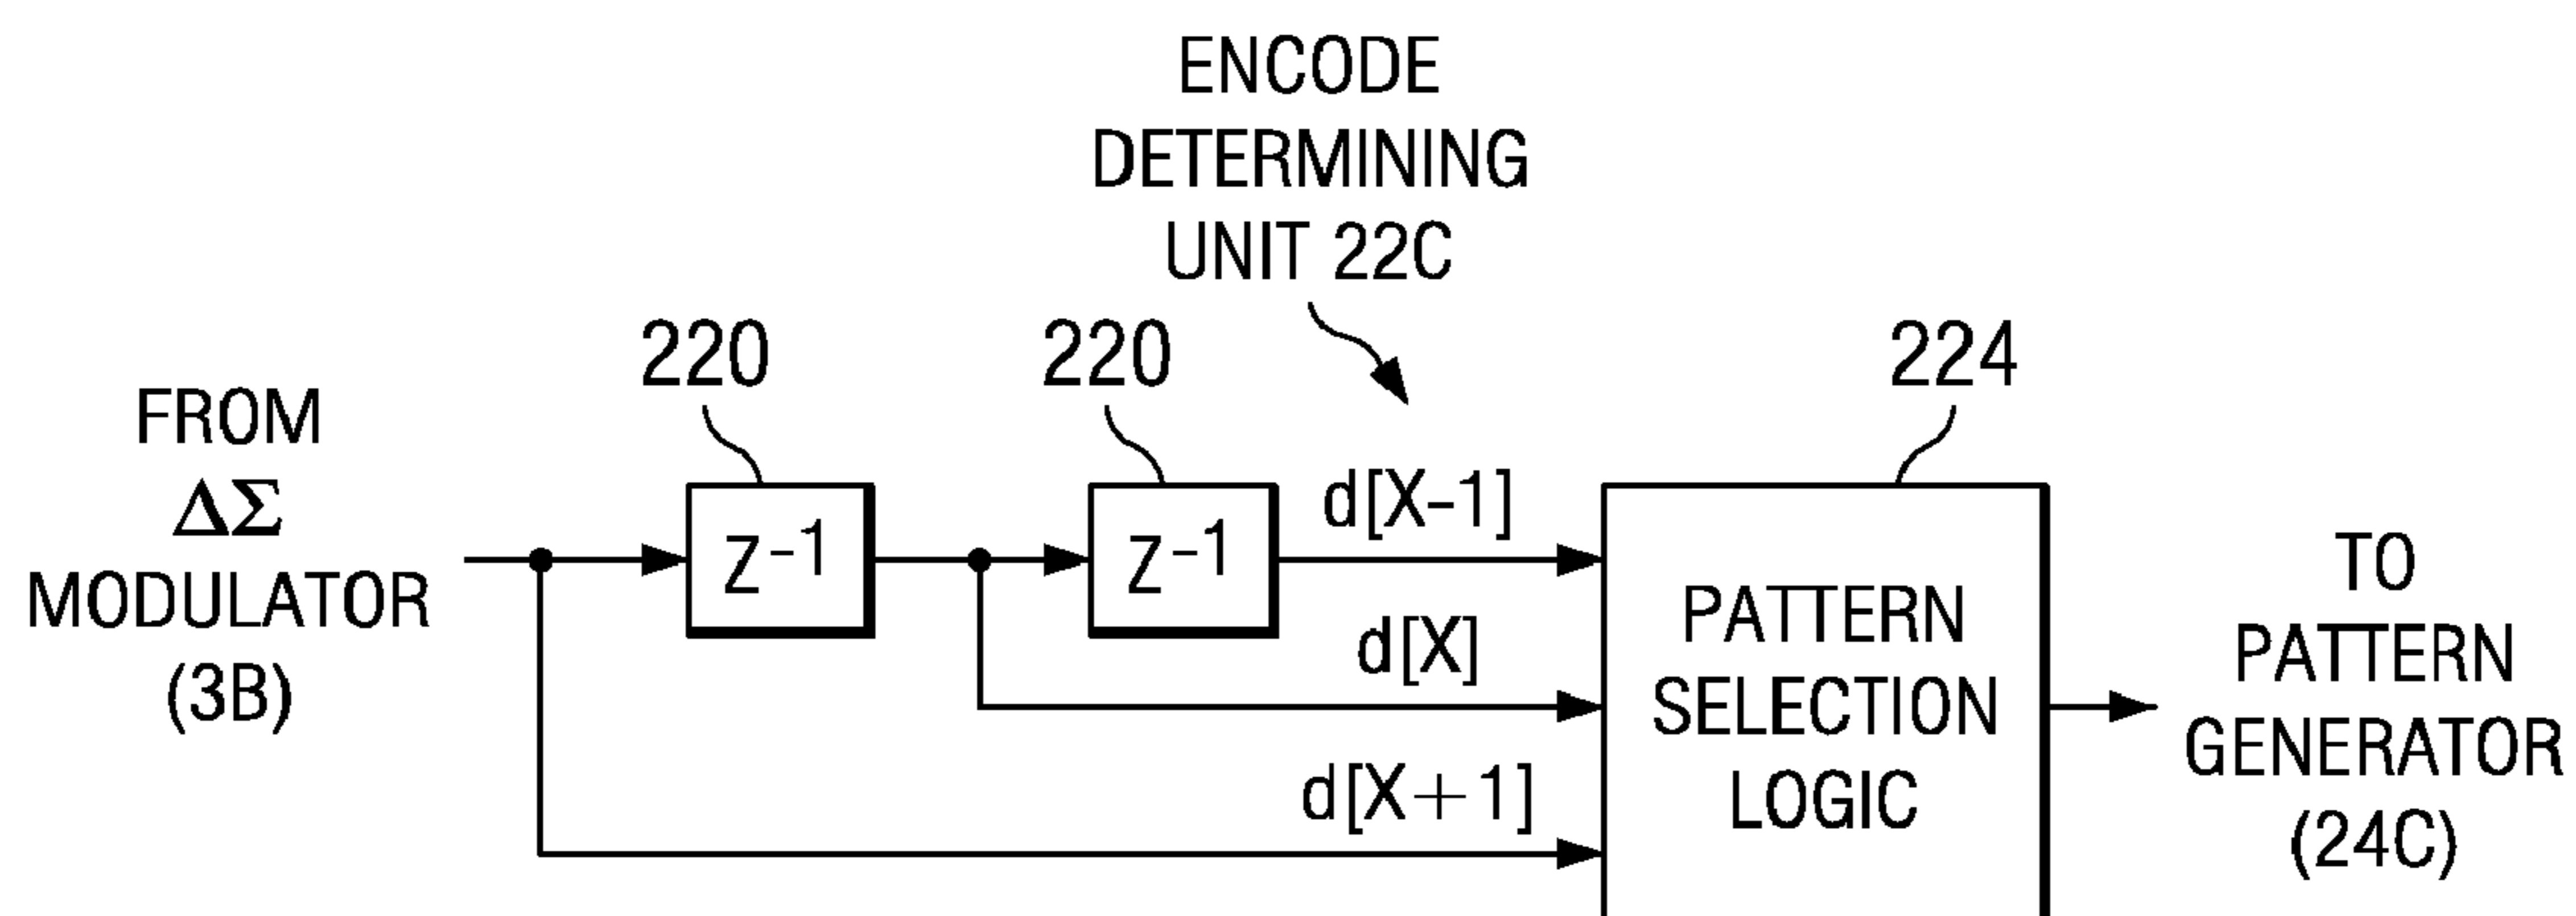 ENCODE
DETERMINING
UNIT 22C
220
220
224
FROM
ΔΣ
MODULATOR
(3B)
Z-1
Z-1
d[X-1]
d[X]
d[X+1]
PATTERN
SELECTION
LOGIC
TO
PATTERN
GENERATOR
(24C)